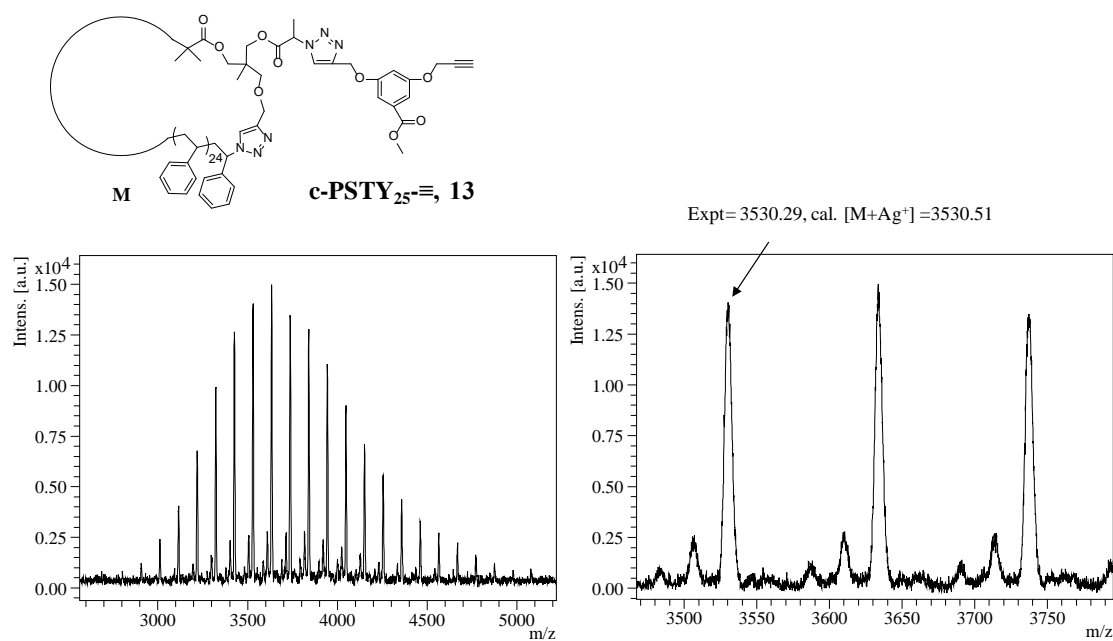 O
O
O
O
N
N
N
O
O
O
O
O
O
N
N
N
24
M
c-PSTY25-≡, 13
Expt= 3530.29, cal. [M+Ag+] =3530.51
x10^4
Intens. [a.u.]
1.50
1.25
1.00
0.75
0.50
0.25
0.00
3000 3500 4000 4500 5000
m/z
x10^4
Intens. [a.u.]
1.50
1.25
1.00
0.75
0.50
0.25
0.00
3500 3550 3600 3650 3700 3750
m/z